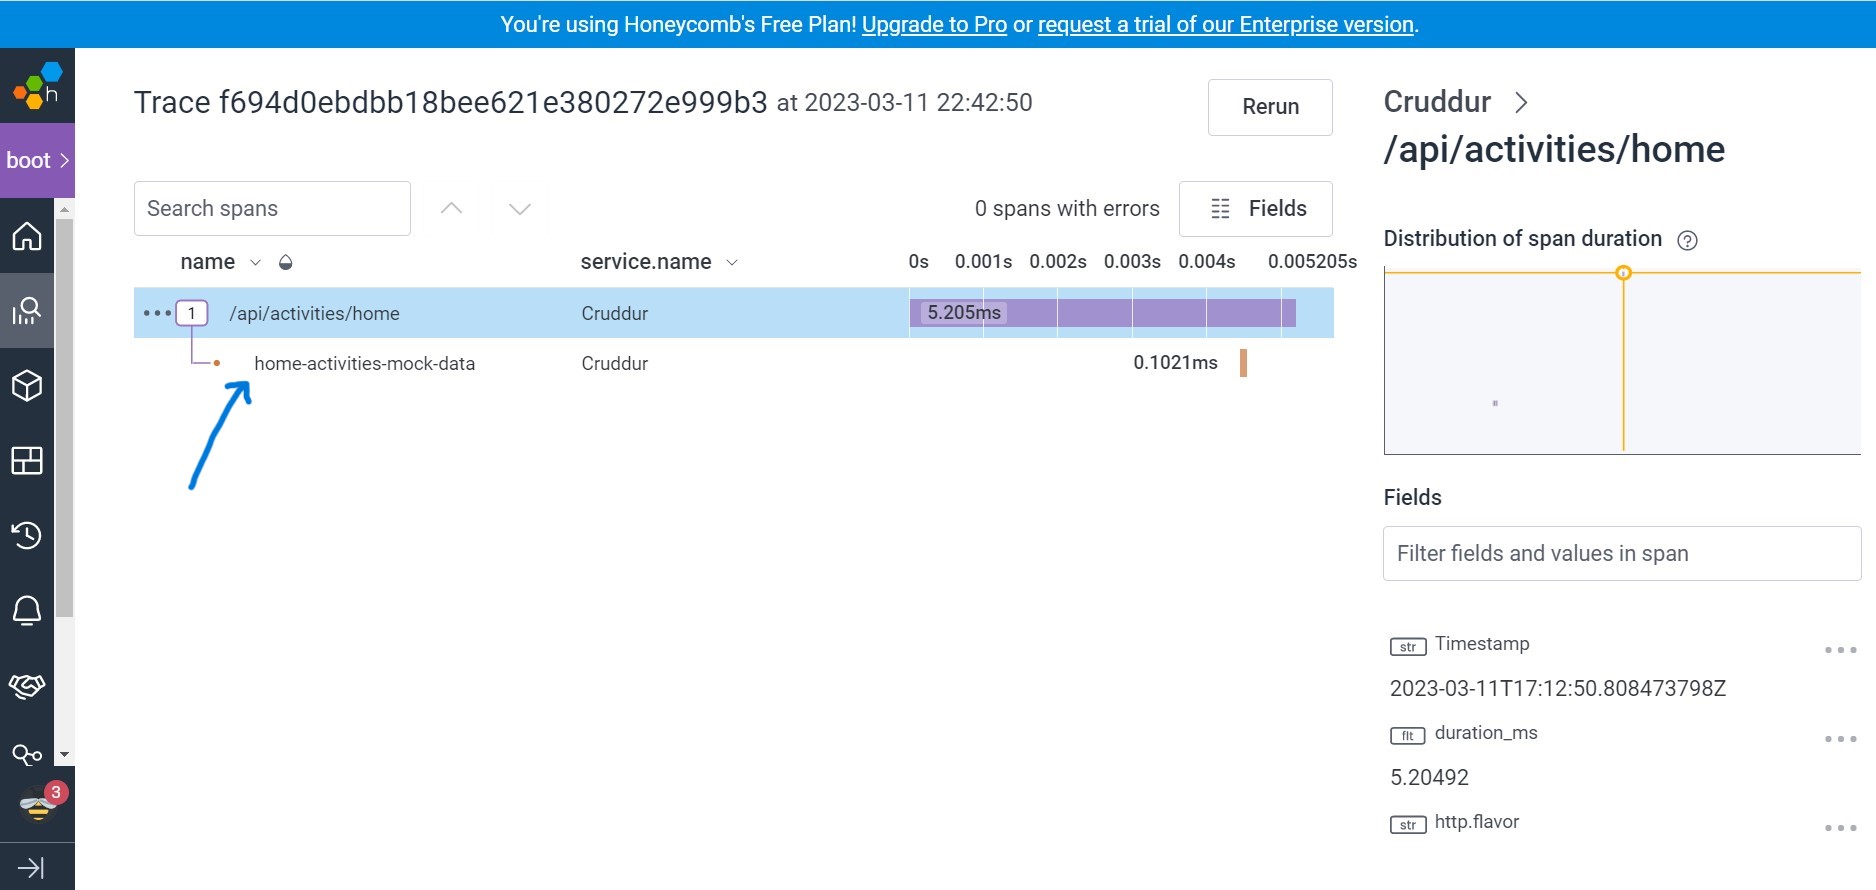 You're using Honeycomb's Free Plan! Upgrade to Pro or request a trial of our Enterprise version.
h
boot
Trace f694d0ebdbb18bee621e380272e999b3 at 2023-03-11 22:42:50
Rerun
Search spans
0 spans with errors
Fields
name
service.name
0s 0.001s 0.002s 0.003s 0.004s 0.005205s
1 /api/activities/home Cruddur 5.205ms
home-activities-mock-data Cruddur 0.1021ms
3
Cruddur
/api/activities/home
Distribution of span duration ?
Fields
Filter fields and values in span
str Timestamp
2023-03-11T17:12:50.808473798Z
flt duration_ms
5.20492
str http.flavor